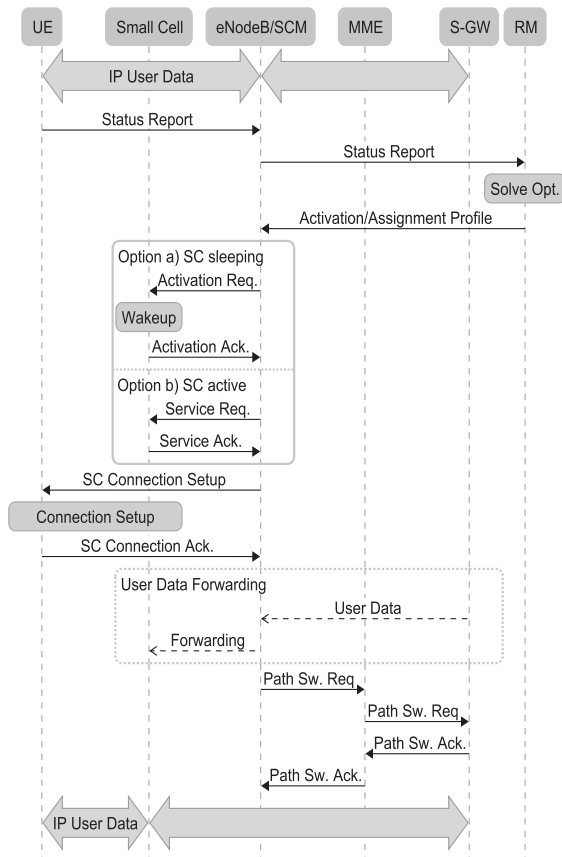 UE Small Cell eNodeB/SCM MME S-GW RM
IP User Data
Status Report
Status Report
Solve Opt.
Activation/Assignment Profile
Option a) SC sleeping
Activation Req.
Wakeup
Activation Ack.
Option b) SC active
Service Req.
Service Ack.
SC Connection Setup
Connection Setup
SC Connection Ack.
User Data Forwarding
User Data
Forwarding
Path Sw. Req
Path Sw. Req
Path Sw. Ack.
Path Sw. Ack.
IP User Data